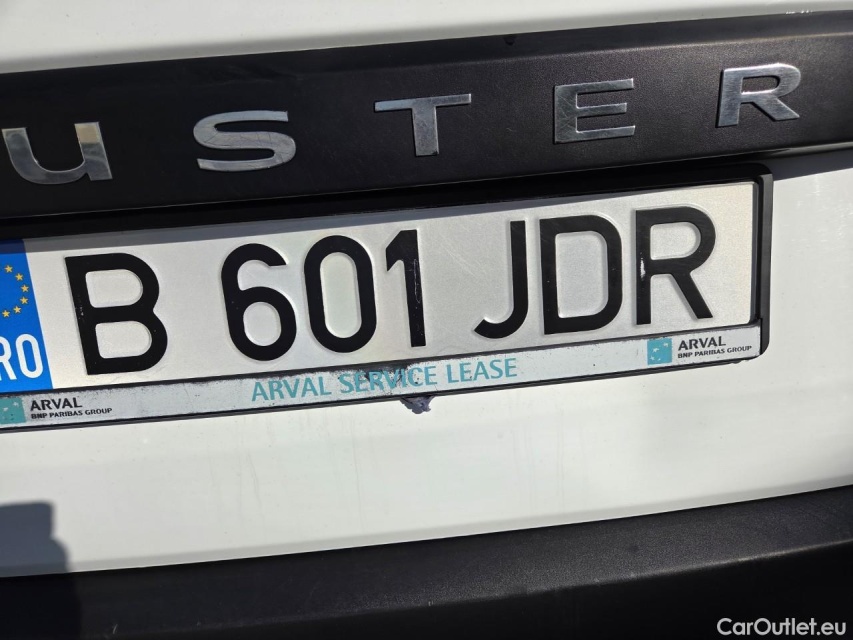 USTER
RO
B 601 JDR
ARVAL SERVICE LEASE
ARVAL
BNP PARIBAS GROUP
ARVAL
BNP PARIBAS GROUP
CarOutlet.eu